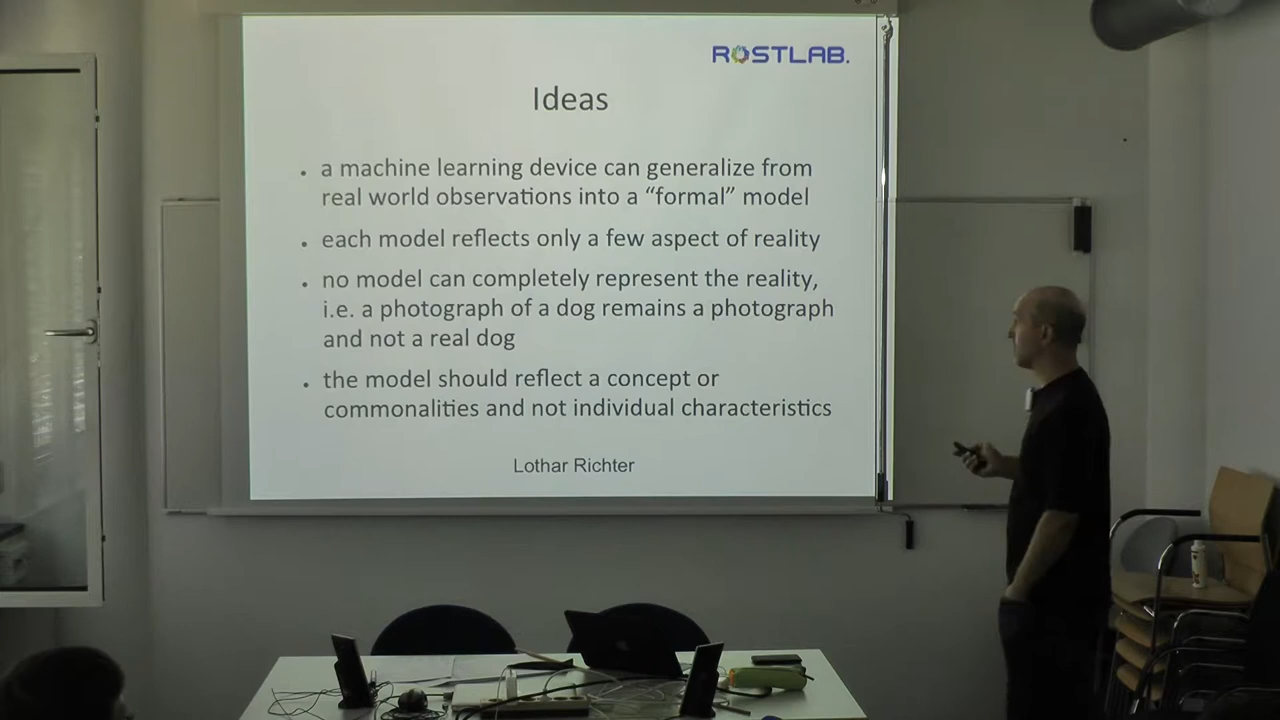 ROSTLAB.
Ideas
• a machine learning device can generalize from
real world observations into a “formal” model
• each model reflects only a few aspect of reality
• no model can completely represent the reality,
i.e. a photograph of a dog remains a photograph
and not a real dog
• the model should reflect a concept or
commonalities and not individual characteristics
Lothar Richter